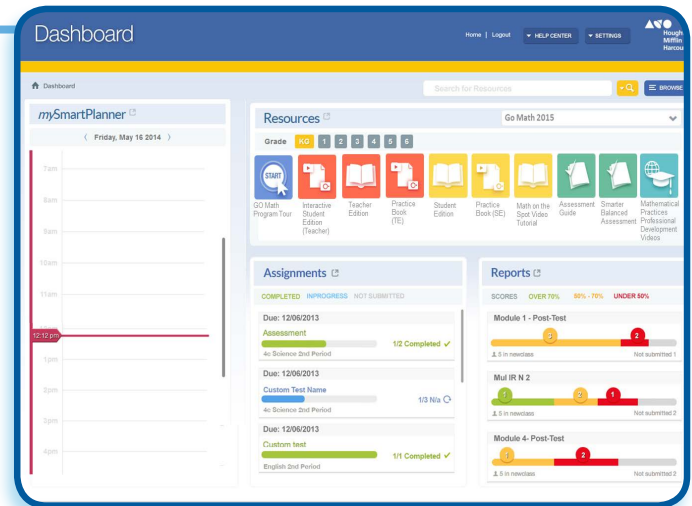 Dashboard
Home | Logout
HELP CENTER
SETTINGS
Hough
Mifflin
Harcou
Dashboard
Search for Resources
BROWSE
mySmartPlanner
Friday, May 16 2014
7am
8am
9am
10am
11am
12:12 pm
1pm
2pm
3pm
4pm
Resources
Go Math 2015
Grade KG 1 2 3 4 5 6
START
GO Math Program Tour
Interactive Student Edition (Teacher)
Teacher Edition
Practice Book (TE)
Student Edition
Practice Book (SE)
Math on the Spot Video Tutorial
Assessment Guide
Smarter Balanced Assessment
Mathematical Practices Professional Development Videos
Assignments
COMPLETED INPROGRESS NOT SUBMITTED
Due: 12/06/2013
Assessment
1/2 Completed
4c Science 2nd Period
Due: 12/06/2013
Custom Test Name
1/3 N/a
4c Science 2nd Period
Due: 12/06/2013
Custom test
1/1 Completed
English 2nd Period
Reports
SCORES OVER 70% 50% - 70% UNDER 50%
Module 1 - Post-Test
2
2
5 in newclass
Not submitted 1
Mul IR N 2
1
2
1
5 in newclass
Not submitted 2
Module 4- Post-Test
1
2
5 in newclass
Not submitted 2